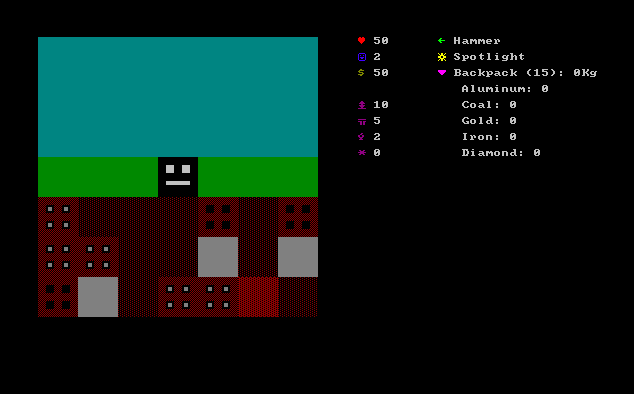 50
2
50
10
5
2
0
Hammer
Spotlight
Backpack (15): 0Kg
Aluminum: 0
Coal: 0
Gold: 0
Iron: 0
Diamond: 0